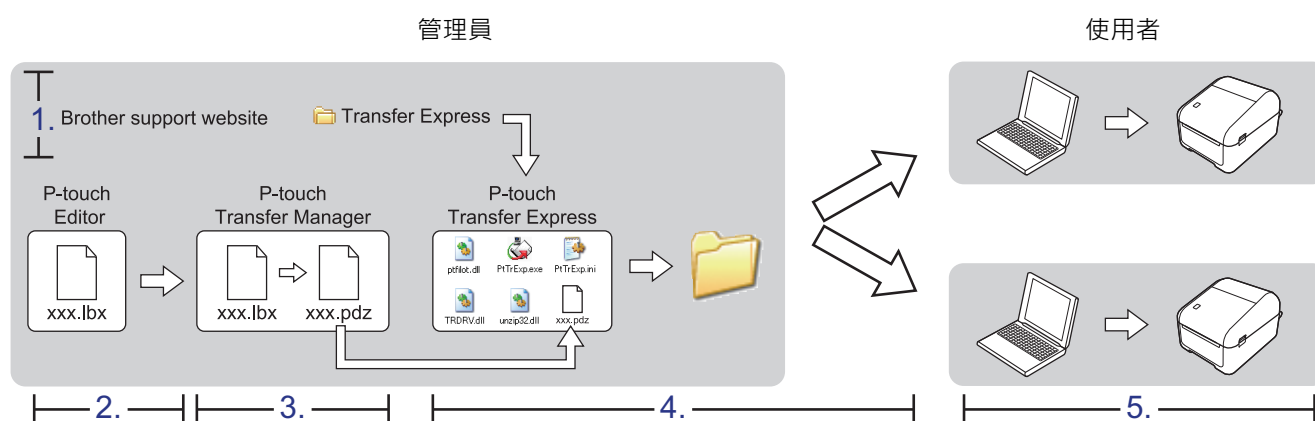 管理員
使用者
1. Brother support website
Transfer Express
P-touch
Editor
xxx.lbx
P-touch
Transfer Manager
xxx.lbx
xxx.pdz
P-touch
Transfer Express
ptfilot.dll
PtTrExp.exe
PtTrExp.ini
TRDRV.dll
unzip32.dll
xxx.pdz
2.
3.
4.
5.